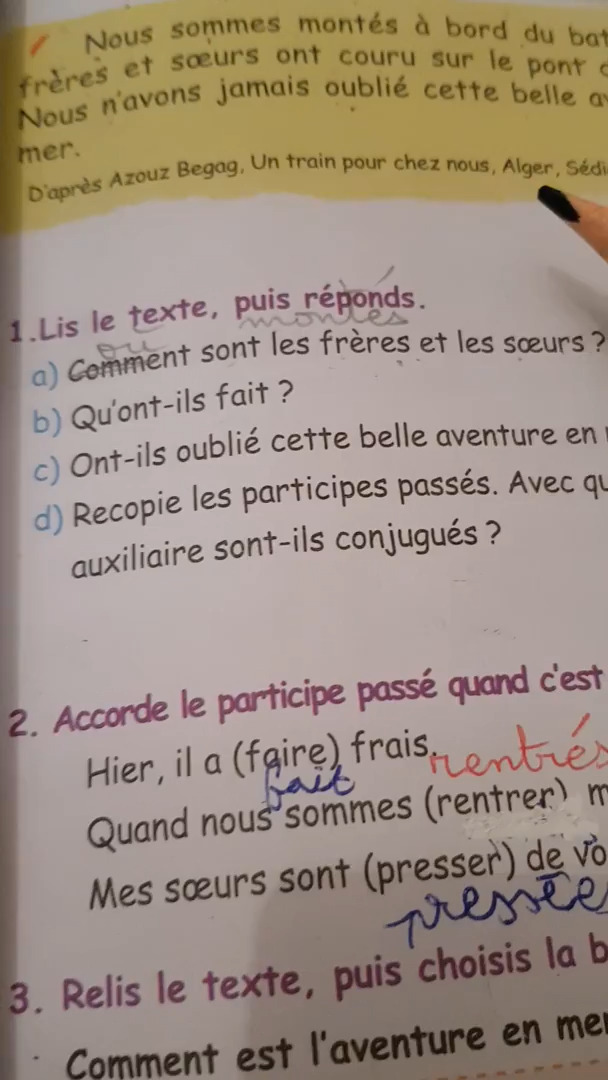 Nous sommes montés à bord du bat
frères et sœurs ont couru sur le pont
Nous n'avons jamais oublié cette belle
mer.
D'après Azouz Begag, Un train pour chez nous, Alger, Sédi
1.Lis le texte, puis réponds.
montés
où
a) Comment sont les frères et les sœurs ?
b) Qu'ont-ils fait ?
c) Ont-ils oublié cette belle aventure en
d) Recopie les participes passés. Avec qu
auxiliaire sont-ils conjugués ?
2. Accorde le participe passé quand c'est
Hier, il a (faire) frais.
rentrés
fait
Quand nous sommes (rentrer) m
Mes sœurs sont (presser) de vo
pressée
3. Relis le texte, puis choisis la b
Comment est l'aventure en mer